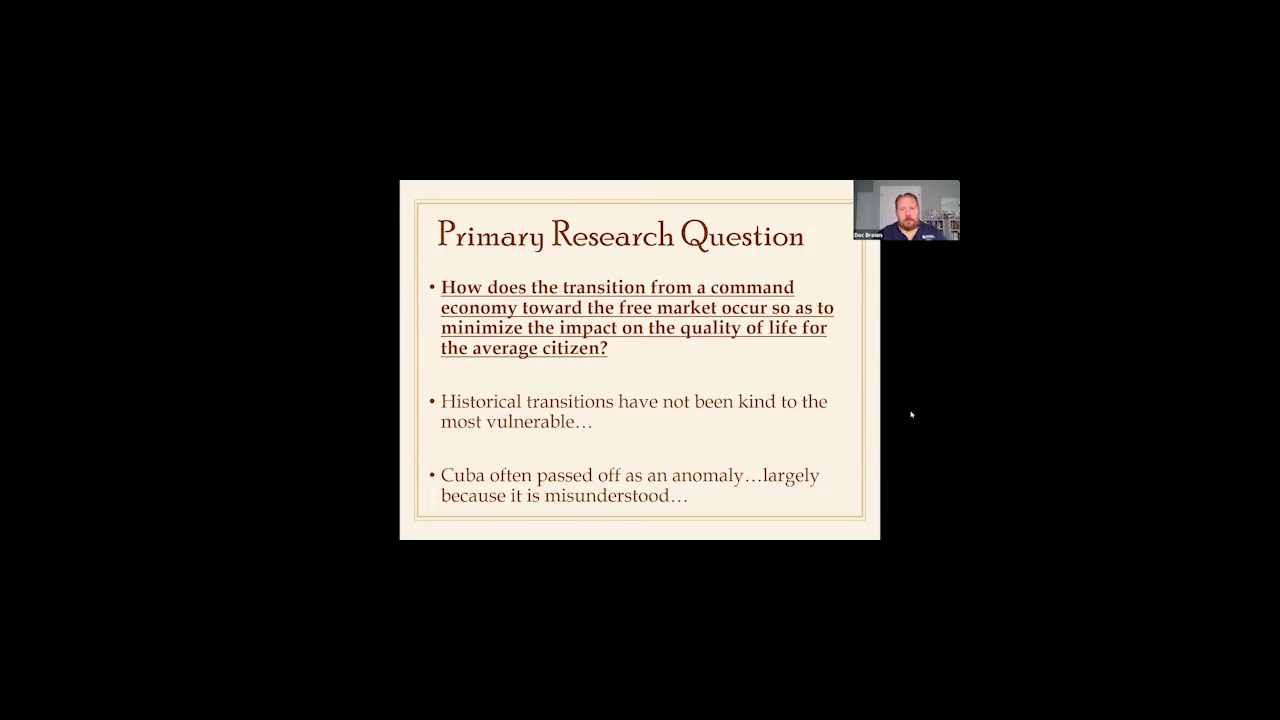 Primary Research Question
• How does the transition from a command
economy toward the free market occur so as to
minimize the impact on the quality of life for
the average citizen?
• Historical transitions have not been kind to the
most vulnerable…
• Cuba often passed off as an anomaly…largely
because it is misunderstood…
Doc Brown